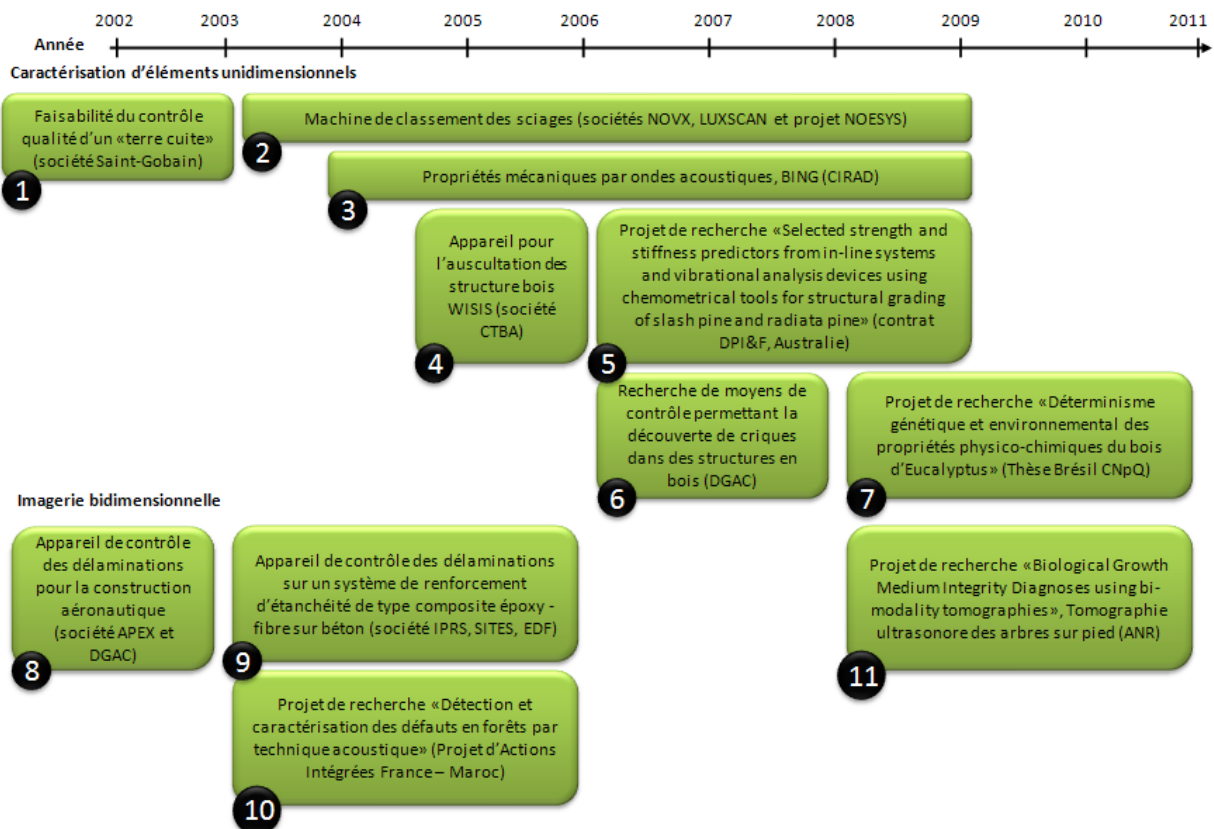 2002 2003 2004 2005 2006 2007 2008 2009 2010 2011
Année
Caractérisation d’éléments unidimensionnels
Faisabilité du contrôle
qualité d’un «terre cuite»
(société Saint-Gobain)
1
Machine de classement des sciages (sociétés NOVX, LUXSCAN et projet NOESYS)
2
Propriétés mécaniques par ondes acoustiques, BING (CIRAD)
3
Appareil pour
l’auscultation des
structure bois
WISIS (société
CTBA)
4
Projet de recherche «Selected strength and
stiffness predictors from in-line systems
and vibrational analysis devices using
chemometrical tools for structural grading
of slash pine and radiata pine» (contrat
DPI&F, Australie)
5
Recherche de moyens de
contrôle permettant la
découverte de criques
dans des structures en
bois (DGAC)
6
Projet de recherche «Déterminisme
génétique et environnemental des
propriétés physico-chimiques du bois
d’Eucalyptus» (Thèse Brésil CNpQ)
7
Imagerie bidimensionnelle
Appareil de contrôle
des délaminations
pour la construction
aéronautique
(société APEX et
DGAC)
8
Appareil de contrôle des délaminations
sur un système de renforcement
d’étanchéité de type composite époxy -
fibre sur béton (société IPRS, SITES, EDF)
9
Projet de recherche «Détection et
caractérisation des défauts en forêts par
technique acoustique» (Projet d’Actions
Intégrées France – Maroc)
10
Projet de recherche «Biological Growth
Medium Integrity Diagnoses using bi-
modality tomographies», Tomographie
ultrasonore des arbres sur pied (ANR)
11